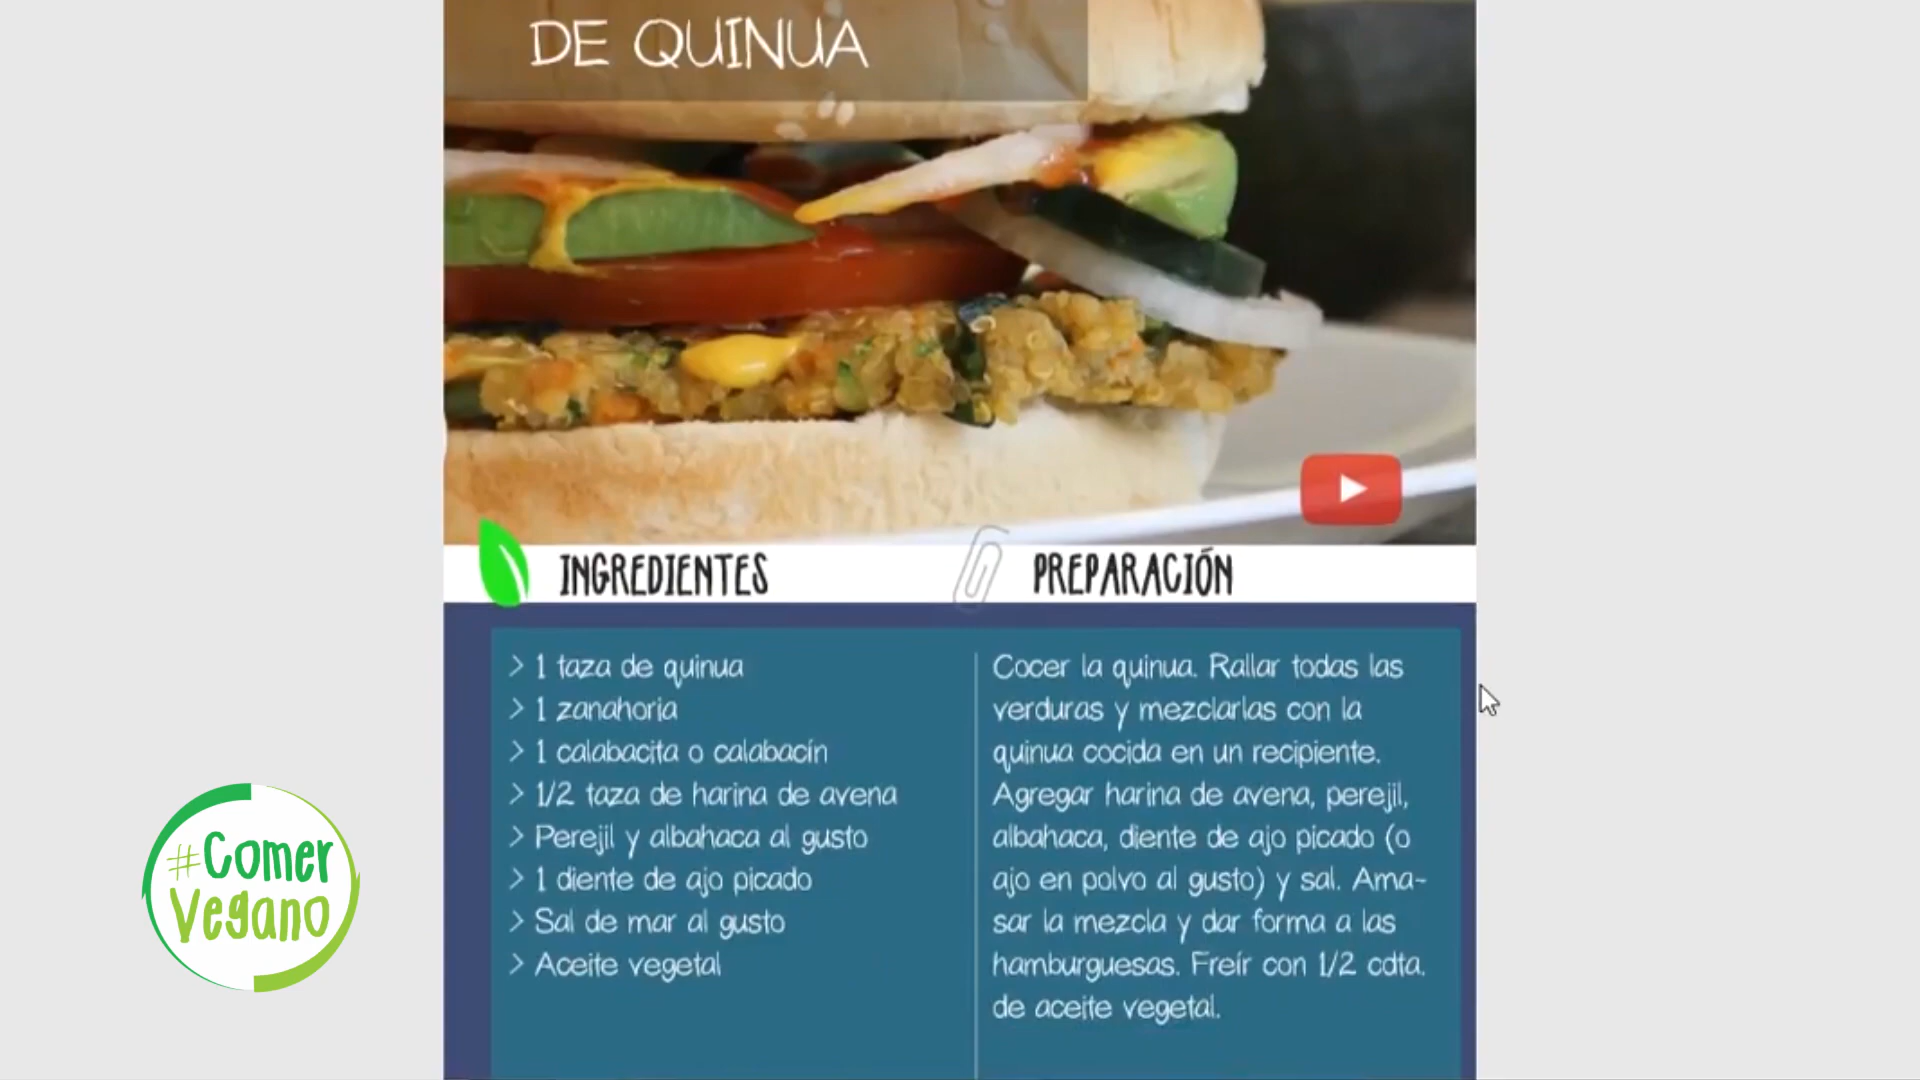 DE QUINUA
INGREDIENTES
PREPARACIÓN
> 1 taza de quinua
> 1 zanahoria
> 1 calabacita o calabacín
> 1/2 taza de harina de avena
> Perejil y albahaca al gusto
> 1 diente de ajo picado
> Sal de mar al gusto
> Aceite vegetal
Cocer la quinua. Rallar todas las
verduras y mezclarlas con la
quinua cocida en un recipiente.
Agregar harina de avena, perejil,
albahaca, diente de ajo picado (o
ajo en polvo al gusto) y sal. Ama-
sar la mezcla y dar forma a las
hamburguesas. Freír con 1/2 cdta.
de aceite vegetal.
#Comer
Vegano